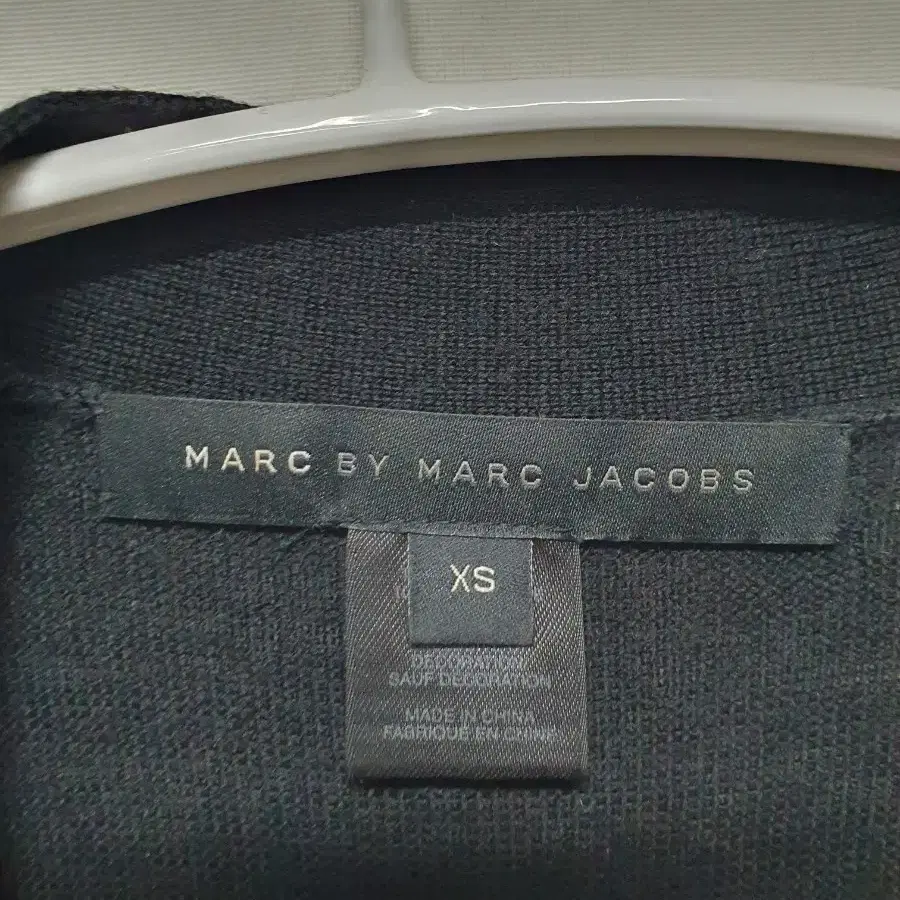 MARC BY MARC JACOBS
XS
DECORATION
SAUF DECORATION
MADE IN CHINA
FABRIQUE EN CHINE